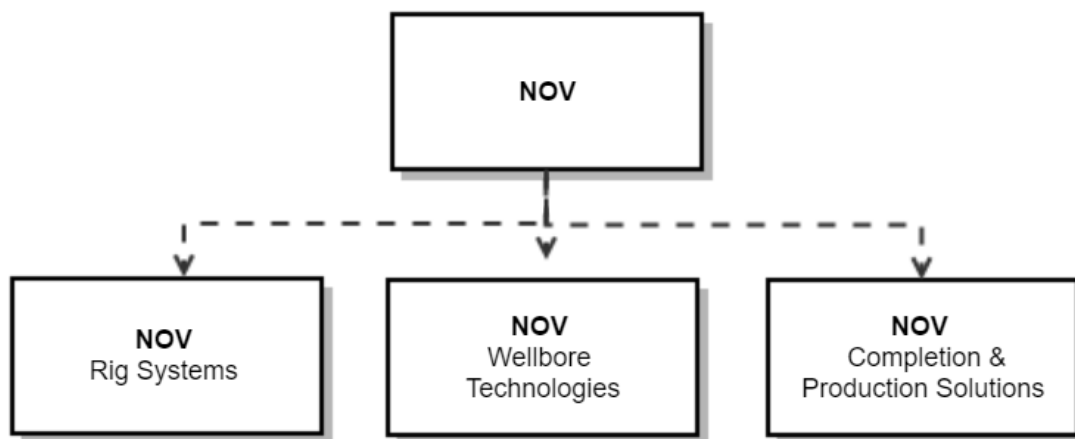 NOV
NOV
Rig Systems
NOV
Wellbore
Technologies
NOV
Completion &
Production Solutions